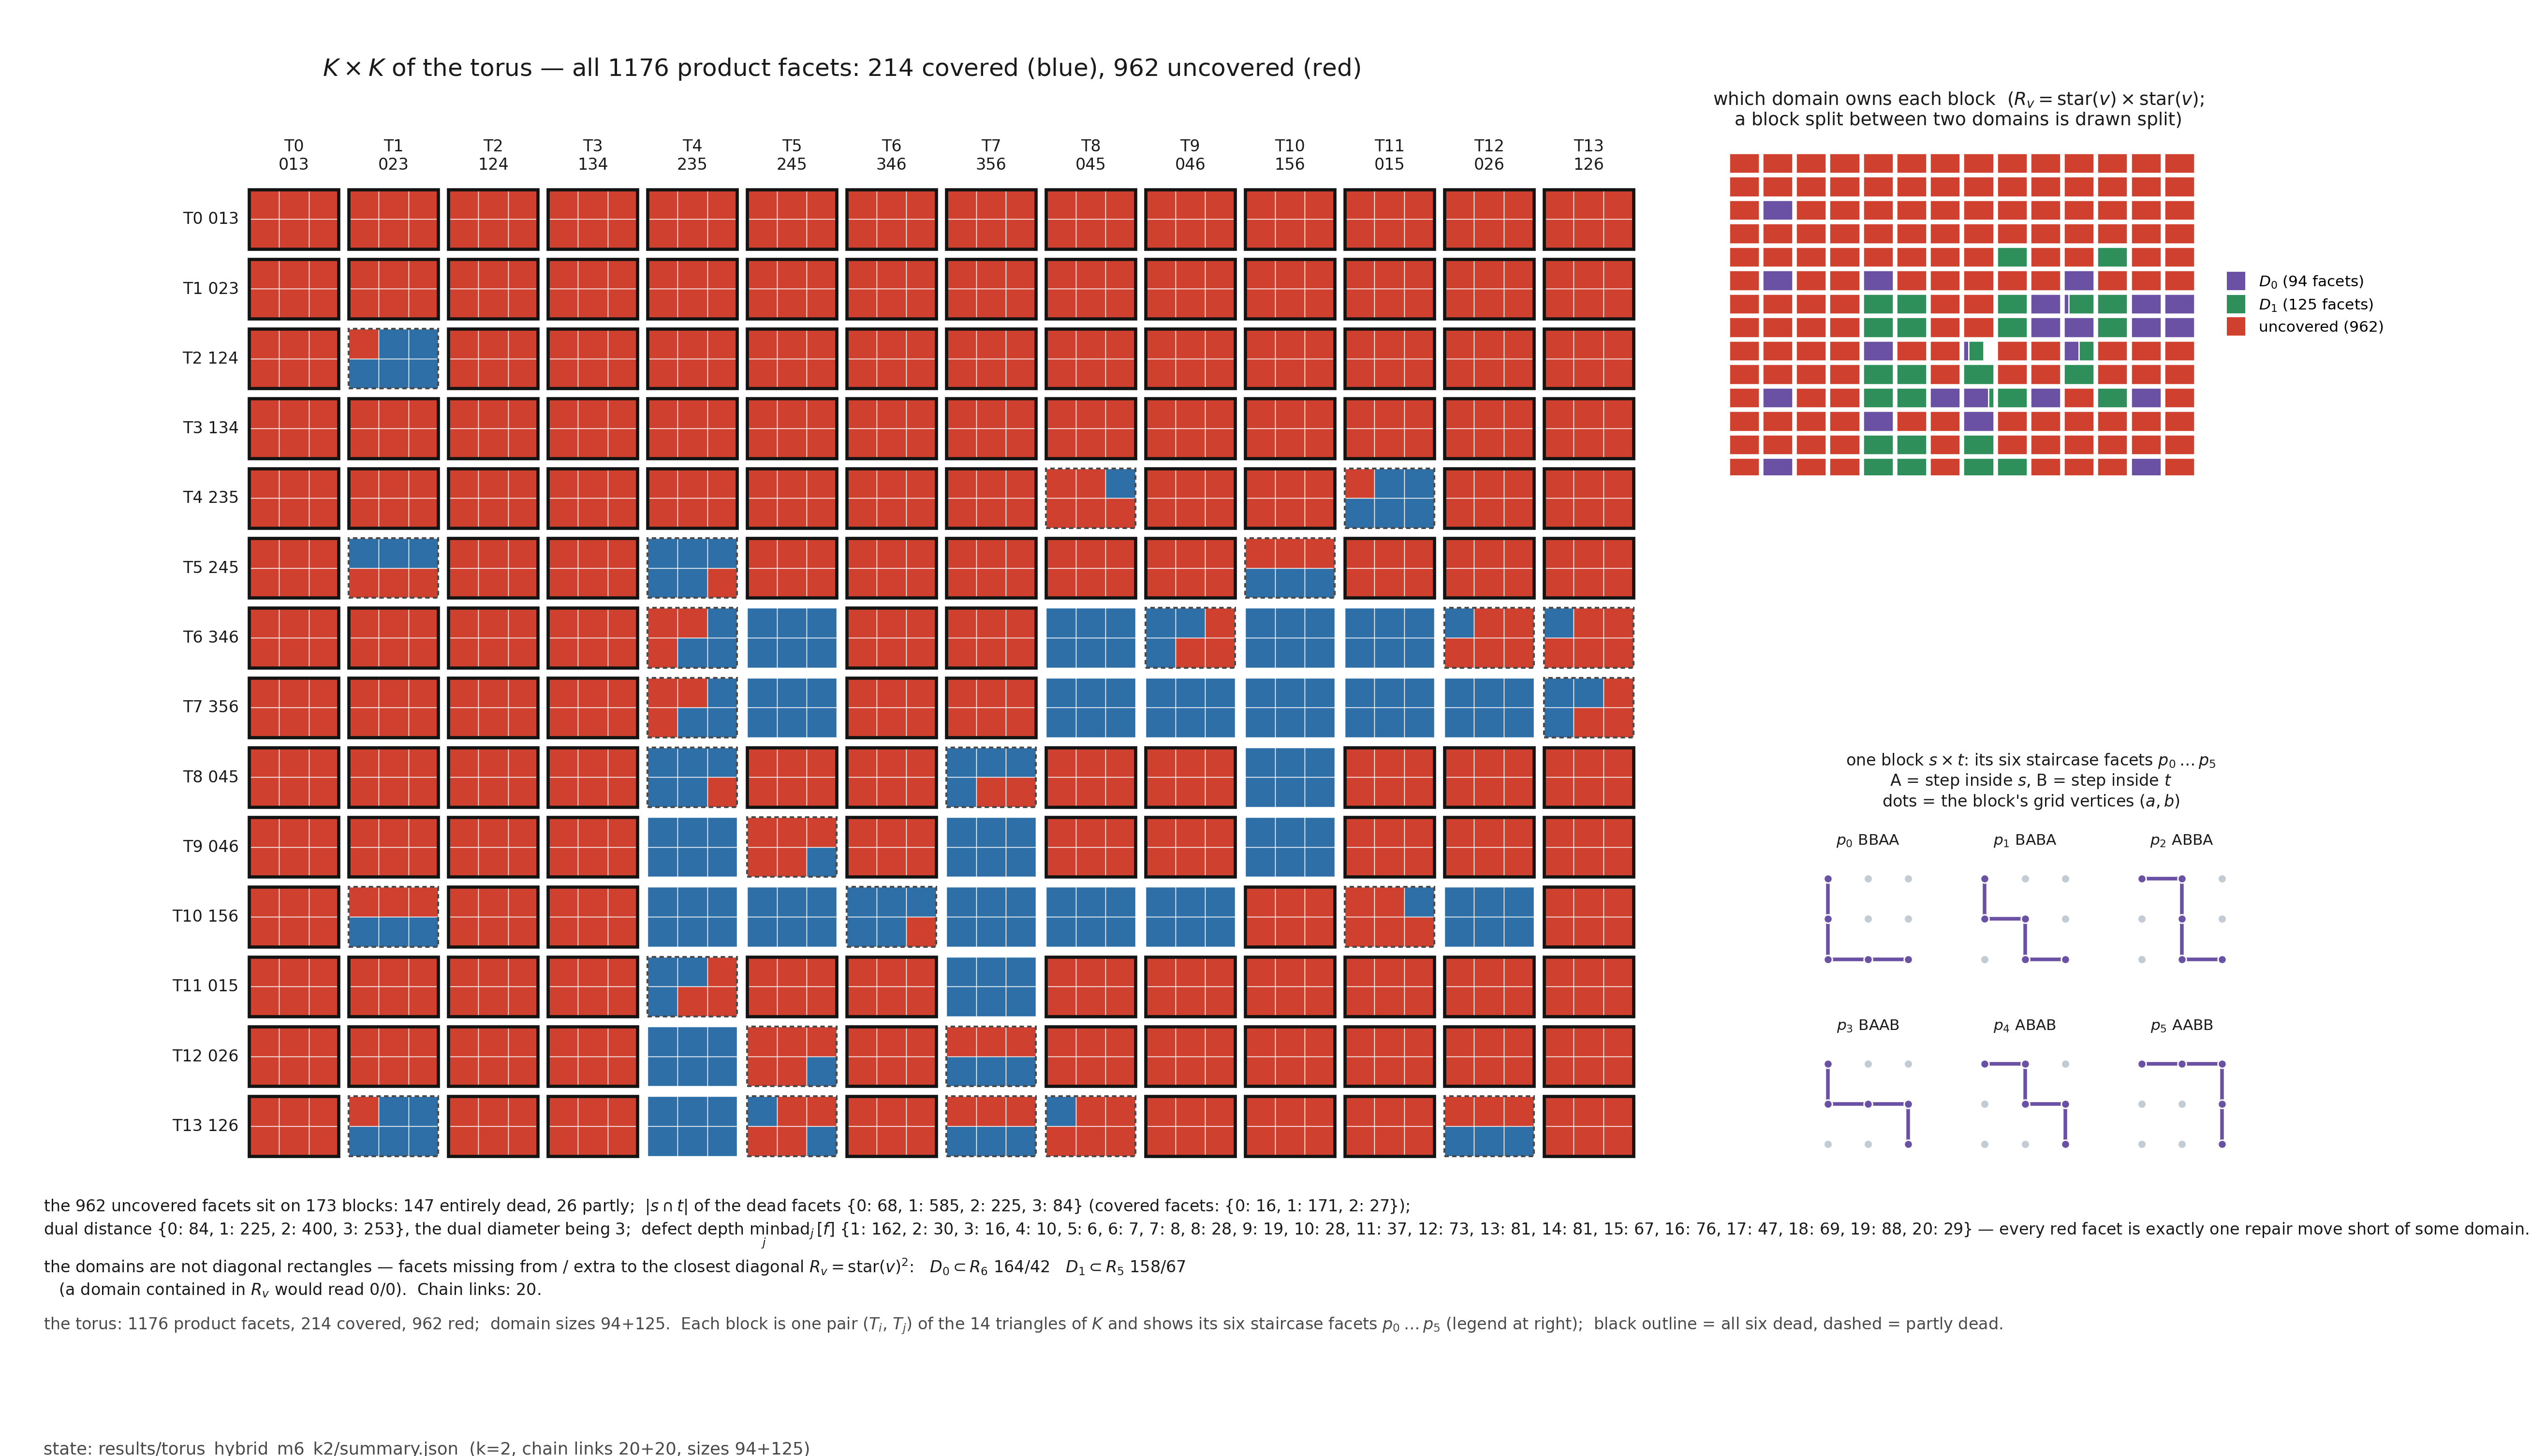 K × K of the torus — all 1176 product facets: 214 covered (blue), 962 uncovered (red)
T0 T1 T2 T3 T4 T5 T6 T7 T8 T9 T10 T11 T12 T13
013 023 124 134 235 245 346 356 045 046 156 015 026 126
T0 013
T1 023
T2 124
T3 134
T4 235
T5 245
T6 346
T7 356
T8 045
T9 046
T10 156
T11 015
T12 026
T13 126
which domain owns each block (R_v = star(v) × star(v);
a block split between two domains is drawn split)
D_0 (94 facets)
D_1 (125 facets)
uncovered (962)
one block s × t: its six staircase facets p_0 … p_5
A = step inside s, B = step inside t
dots = the block's grid vertices (a, b)
p_0 BBAA p_1 BABA p_2 ABBA
p_3 BAAB p_4 ABAB p_5 AABB
the 962 uncovered facets sit on 173 blocks: 147 entirely dead, 26 partly; |s ∩ t| of the dead facets {0: 68, 1: 585, 2: 225, 3: 84} (covered facets: {0: 16, 1: 171, 2: 27});
dual distance {0: 84, 1: 225, 2: 400, 3: 253}, the dual diameter being 3; defect depth min_j bad_j [f] {1: 162, 2: 30, 3: 16, 4: 10, 5: 6, 6: 7, 7: 8, 8: 28, 9: 19, 10: 28, 11: 37, 12: 73, 13: 81, 14: 81, 15: 67, 16: 76, 17: 47, 18: 69, 19: 88, 20: 29} — every red facet is exactly one repair move short of some domain.
the domains are not diagonal rectangles — facets missing from / extra to the closest diagonal R_v = star(v)²: D_0 ⊂ R_6 164/42 D_1 ⊂ R_5 158/67
(a domain contained in R_v would read 0/0). Chain links: 20.
the torus: 1176 product facets, 214 covered, 962 red; domain sizes 94+125. Each block is one pair (T_i, T_j) of the 14 triangles of K and shows its six staircase facets p_0 … p_5 (legend at right); black outline = all six dead, dashed = partly dead.
state: results/torus_hybrid_m6_k2/summary.json (k=2, chain links 20+20, sizes 94+125)